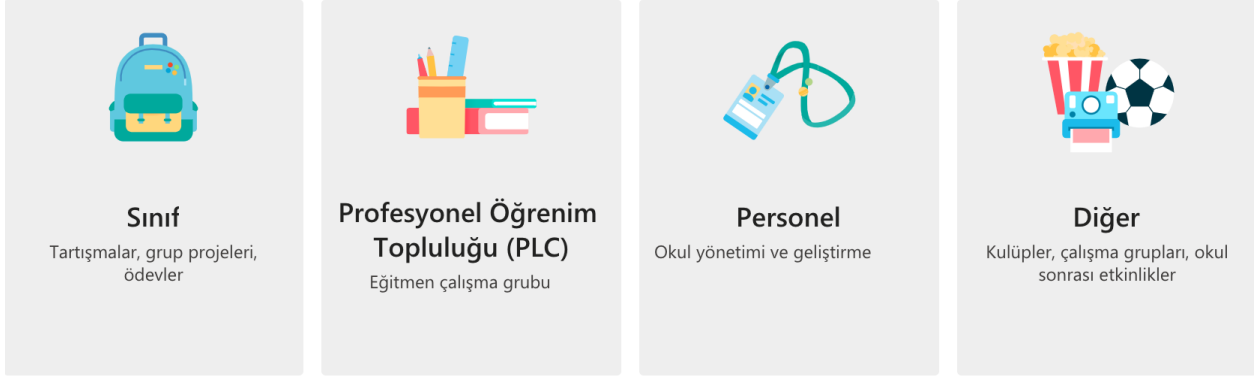 Sınıf
Tartışmalar, grup projeleri,
ödevler
Profesyonel Öğrenim
Topluluğu (PLC)
Eğitmen çalışma grubu
Personel
Okul yönetimi ve geliştirme
Diğer
Kulüpler, çalışma grupları, okul
sonrası etkinlikler